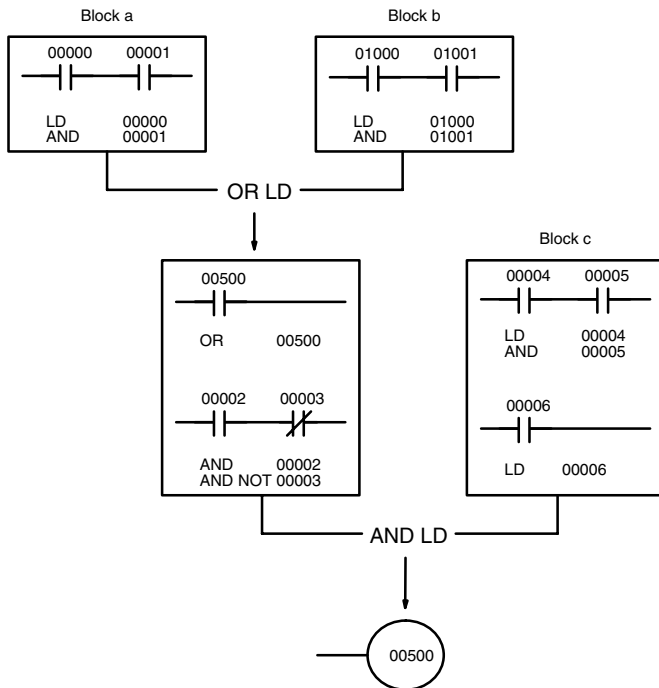 Block a
Block b
00000 00001
LD 00000
AND 00001
01000 01001
LD 01000
AND 01001
OR LD
00500
OR 00500
00002 00003
AND 00002
AND NOT 00003
Block c
00004 00005
LD 00004
AND 00005
00006
LD 00006
AND LD
00500